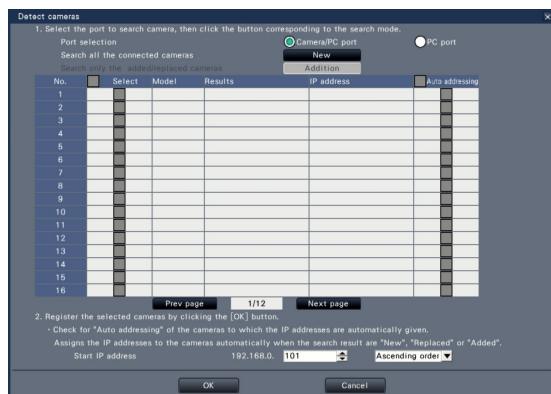 Detect cameras
1. Select the port to search camera, then click the button corresponding to the search mode.
Port selection Camera/PC port PC port
Search all the connected cameras New
Search only the added/replaced cameras Addition
No. Select Model Results IP address Auto addressing
1
2
3
4
5
6
7
8
9
10
11
12
13
14
15
16
Prev page 1/12 Next page
2. Register the selected cameras by clicking the [OK] button.
・Check for "Auto addressing" of the cameras to which the IP addresses are automatically given.
Assigns the IP addresses to the cameras automatically when the search result are "New", "Replaced" or "Added".
Start IP address 192.168.0. 101 Ascending order
OK Cancel